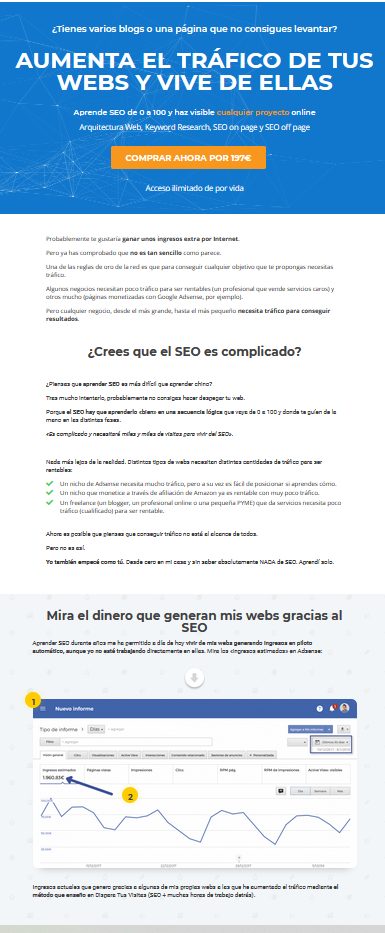 ¿Tienes varios blogs o una página que no consigues levantar?
AUMENTA EL TRÁFICO DE TUS
WEBS Y VIVE DE ELLAS
Aprende SEO de 0 a 100 y haz visible cualquier proyecto online
Arquitectura Web, Keyword Research, SEO on page y SEO off page
COMPRAR AHORA POR 197€
Acceso ilimitado de por vida
Probablemente te gustaría ganar unos ingresos extra por Internet.
Pero ya has comprobado que no es tan sencillo como parece.
Una de las reglas de oro de la red es que para conseguir cualquier objetivo que te propongas necesitas
tráfico.
Algunos negocios necesitan poco tráfico para ser rentables (un profesional que vende servicios caros) y
otros mucho (páginas monetizadas con Google Adsense, por ejemplo).
Pero cualquier negocio, desde el más grande, hasta el más pequeño necesita tráfico para conseguir
resultados.
¿Crees que el SEO es complicado?
¿Piensas que aprender SEO es más difícil que aprender chino?
Tras mucho intentarlo, probablemente no consigas hacer despegar tu web.
Porque el SEO hay que aprenderlo en una secuencia lógica que vaya de 0 a 100 y donde te guíen de la
mano en las distintas fases.
«Es complicado y necesitaré miles y miles de visitas para vivir del SEO».
Nada más lejos de la realidad. Distintos tipos de webs necesitan distintas cantidades de tráfico para ser
rentables:
Un nicho de Adsense necesita mucho tráfico, pero a su vez es fácil de posicionar si aprendes cómo.
Un nicho que monetice a través de afiliación de Amazon ya es rentable con muy poco tráfico.
Un freelance (un blogger, un profesional online o una pequeña PYME) que da servicios necesita poco
tráfico (cualificado) para ser rentable.
Ahora es posible que pienses que conseguir tráfico no está al alcance de todos.
Pero no es así.
Yo también empecé como tú. Desde cero en mi casa y sin saber absolutamente NADA de SEO. Aprendí solo.
Mira el dinero que generan mis webs gracias al
SEO
Aprender SEO durante años me ha permitido a día de hoy vivir de mis webs generando ingresos en piloto
automático, aunque yo no esté trabajando directamente en ellas. Mira los «ingresos estimados» en Adsense:
1
Nuevo informe
Tipo de informe
Días
Ingresos estimados
Páginas vistas
Impresiones
Clics
RPM pág.
RPM de impresiones
Active View visibles
1.960,83€
2
Ingresos actuales que genero gracias a algunas de mis propias webs a las que he aumentado el tráfico mediante el
método que enseño en Dispara Tus Visitas (SEO + muchas horas de trabajo detrás).